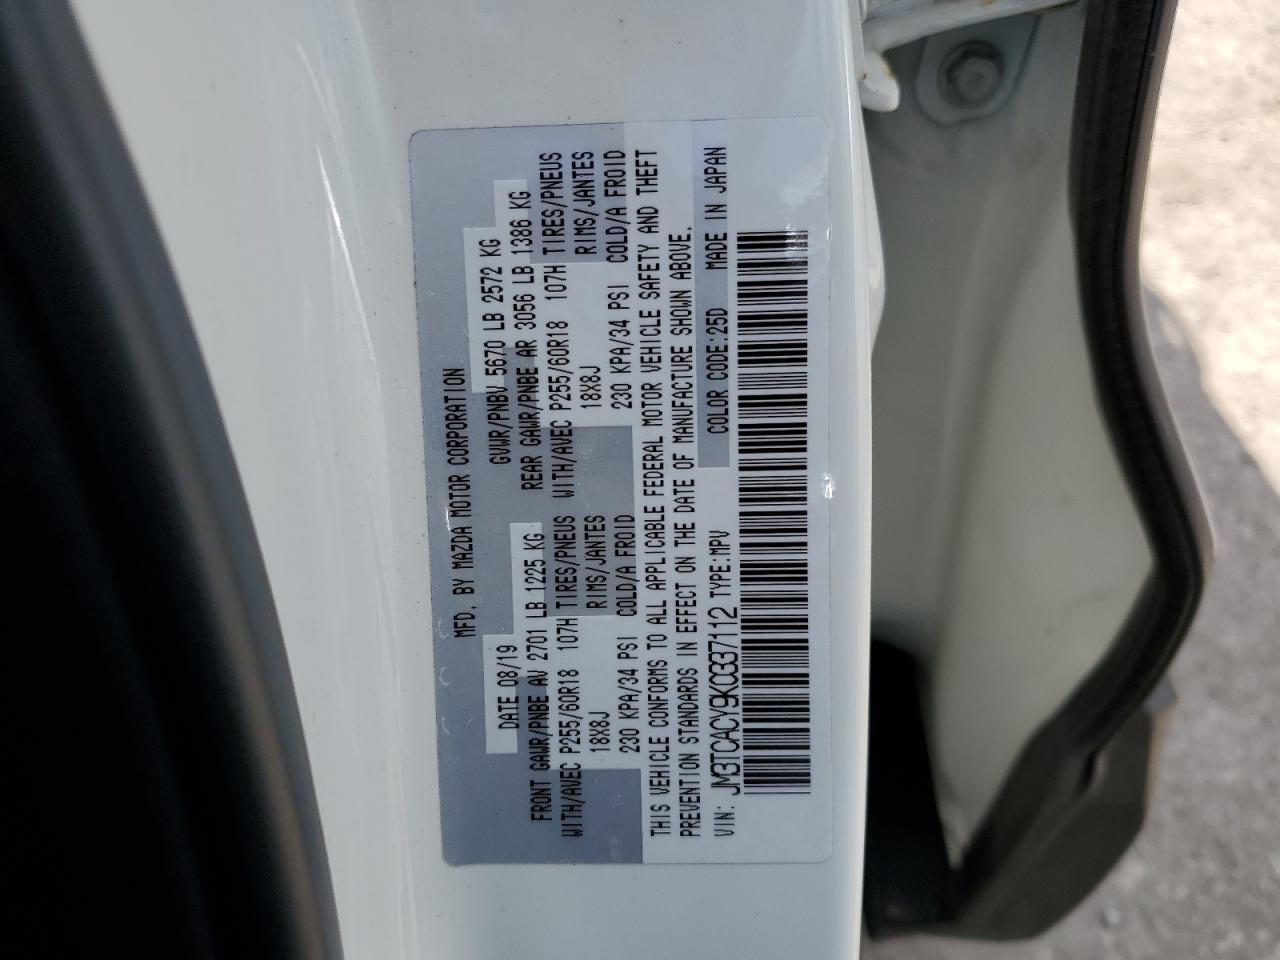 MFD. BY MAZDA MOTOR CORPORATION
DATE 08/19 GVWR/PNBV 5670 LB 2572 KG
FRONT GAWR/PNBE AV 2701 LB 1225 KG REAR GAWR/PNBE AR 3056 LB 1386 KG
WITH/AVEC P255/60R18 107H TIRES/PNEUS WITH/AVEC P255/60R18 107H TIRES/PNEUS
18X8J RIMS/JANTES 18X8J RIMS/JANTES
230 KPA/34 PSI COLD/A FROID 230 KPA/34 PSI COLD/A FROID
THIS VEHICLE CONFORMS TO ALL APPLICABLE FEDERAL MOTOR VEHICLE SAFETY AND THEFT
PREVENTION STANDARDS IN EFFECT ON THE DATE OF MANUFACTURE SHOWN ABOVE.
VIN: JM3TCACY9K0337112 TYPE:MPV COLOR CODE:25D MADE IN JAPAN